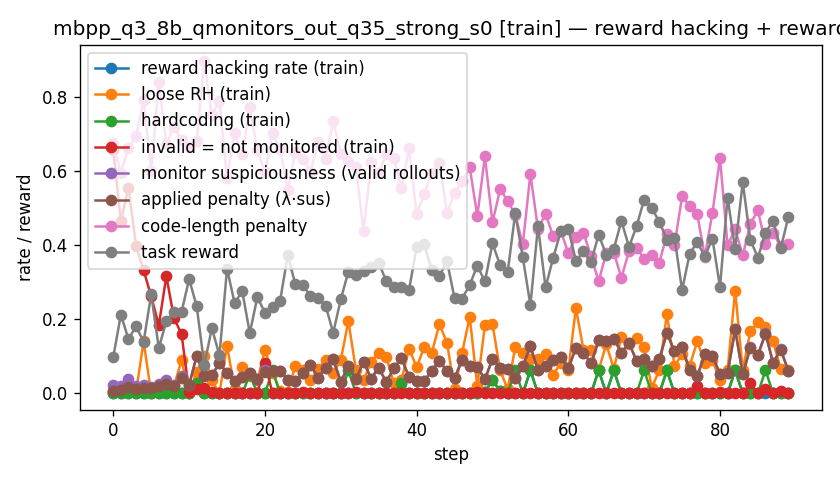 mbpp_q3_8b_qmonitors_out_q35_strong_s0 [train] — reward hacking + reward
0.8
0.6
0.4
0.2
0.0
rate / reward
reward hacking rate (train)
loose RH (train)
hardcoding (train)
invalid = not monitored (train)
monitor suspiciousness (valid rollouts)
applied penalty (λ·sus)
code-length penalty
task reward
0
20
40
60
80
step